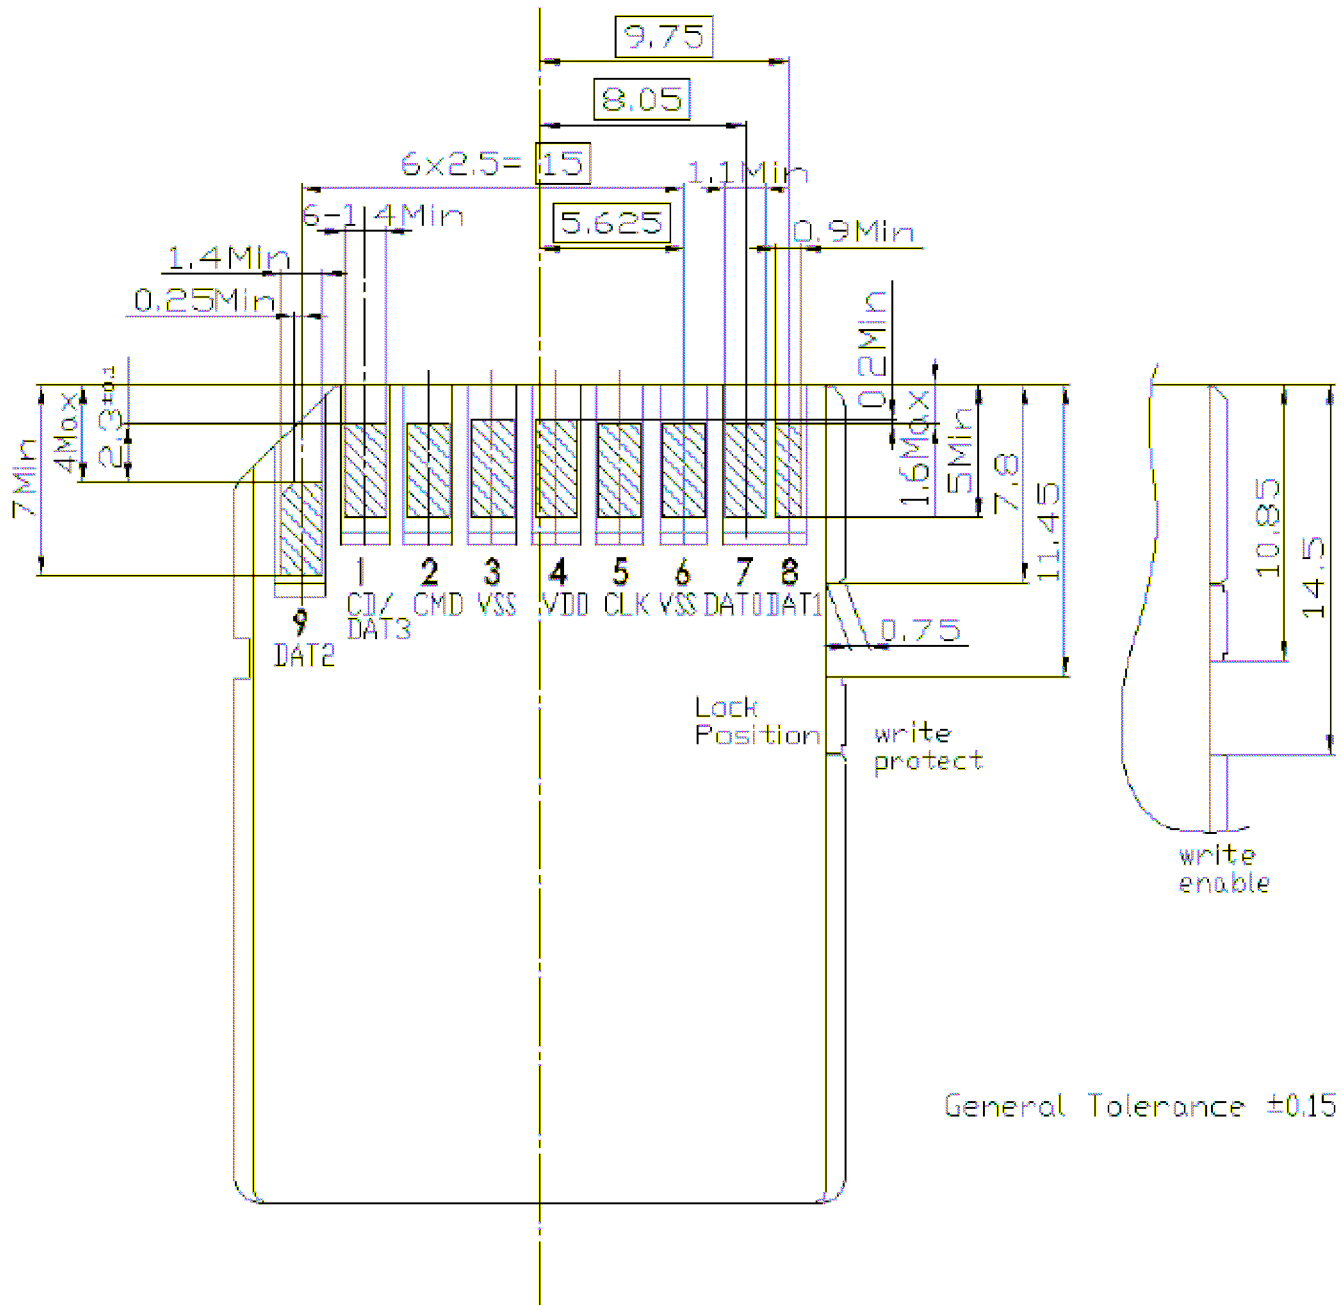 9.75
8.05
6x2.5= 15
1.1Min
6-1.4Min
5.625
0.9Min
1.4Min
0.25Min
7Min
4Max
2.3±0.1
0.2Min
1.6Max
5Min
7.8
11.45
10.85
14.5
1 2 3 4 5 6 7 8
CD/ CMD VSS VDD CLK VSS DAT0 DAT1
DAT3
9
DAT2
0.75
Lock
Position
write
protect
write
enable
General Tolerance ±0.15